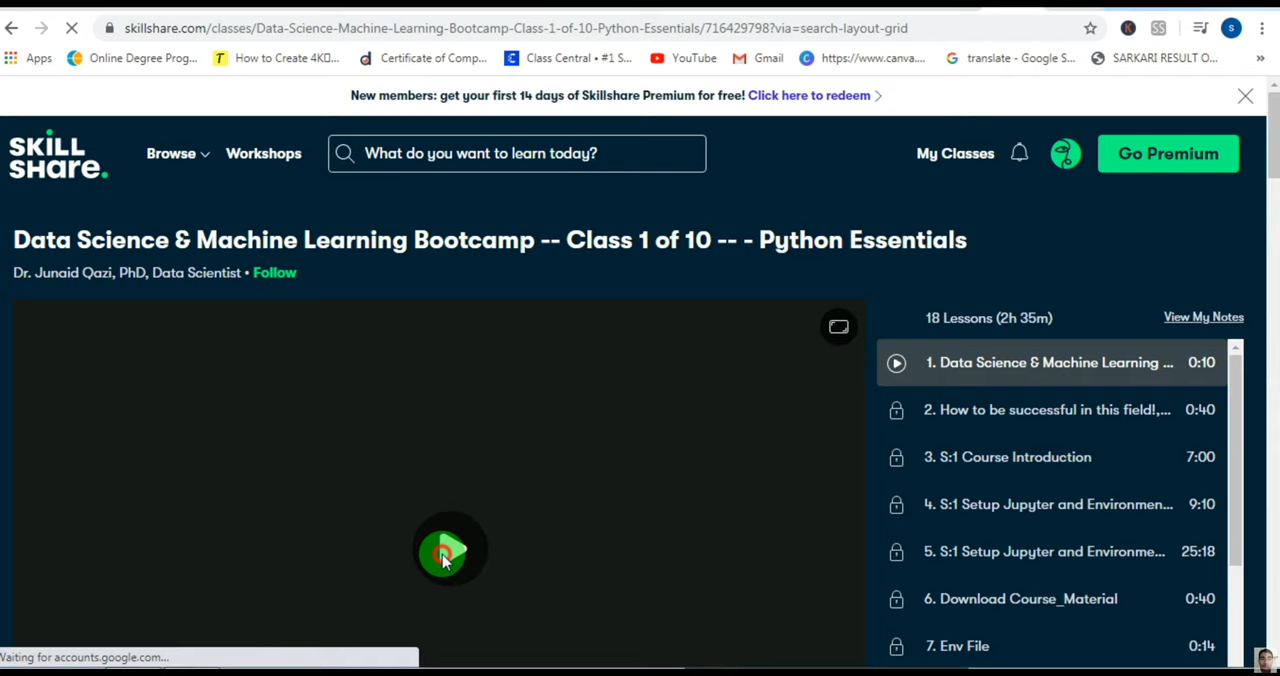 skillshare.com/classes/Data-Science-Machine-Learning-Bootcamp-Class-1-of-10-Python-Essentials/716429798?via=search-layout-grid
K SS S
Apps Online Degree Prog... T How to Create 4K... Certificate of Comp... Class Central • #1 S... YouTube Gmail https://www.canva.... translate - Google S... SARKARI RESULT O... »
New members: get your first 14 days of Skillshare Premium for free! Click here to redeem
SKILL
SHare.
Browse Workshops What do you want to learn today? My Classes Go Premium
Data Science & Machine Learning Bootcamp -- Class 1 of 10 -- - Python Essentials
Dr. Junaid Qazi, PhD, Data Scientist • Follow
18 Lessons (2h 35m) View My Notes
1. Data Science & Machine Learning ... 0:10
2. How to be successful in this field!,... 0:40
3. S:1 Course Introduction 7:00
4. S:1 Setup Jupyter and Environmen... 9:10
5. S:1 Setup Jupyter and Environme... 25:18
6. Download Course_Material 0:40
7. Env File 0:14
Waiting for accounts.google.com...